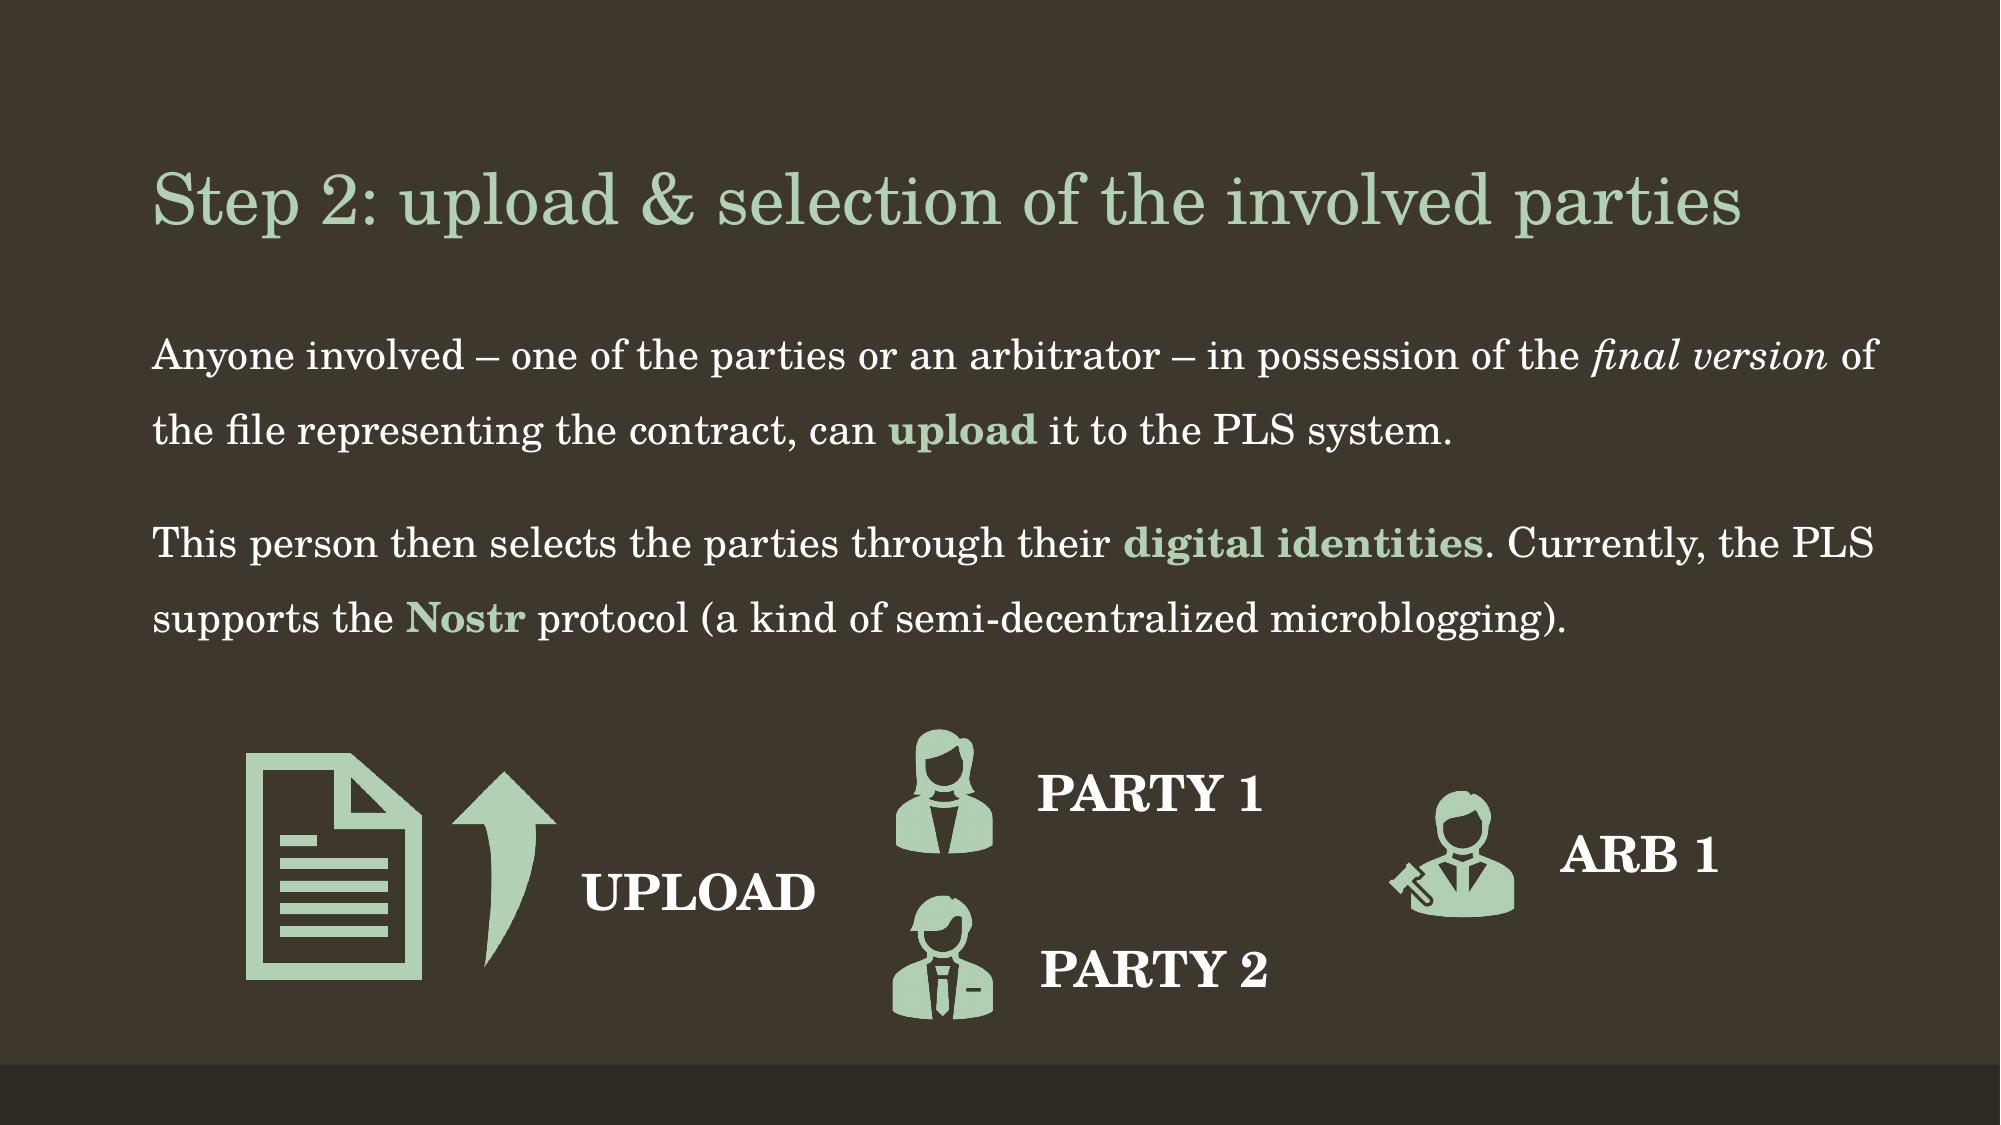 Step 2: upload & selection of the involved parties
Anyone involved – one of the parties or an arbitrator – in possession of the final version of
the file representing the contract, can upload it to the PLS system.
This person then selects the parties through their digital identities. Currently, the PLS
supports the Nostr protocol (a kind of semi-decentralized microblogging).
UPLOAD
PARTY 1
PARTY 2
ARB 1